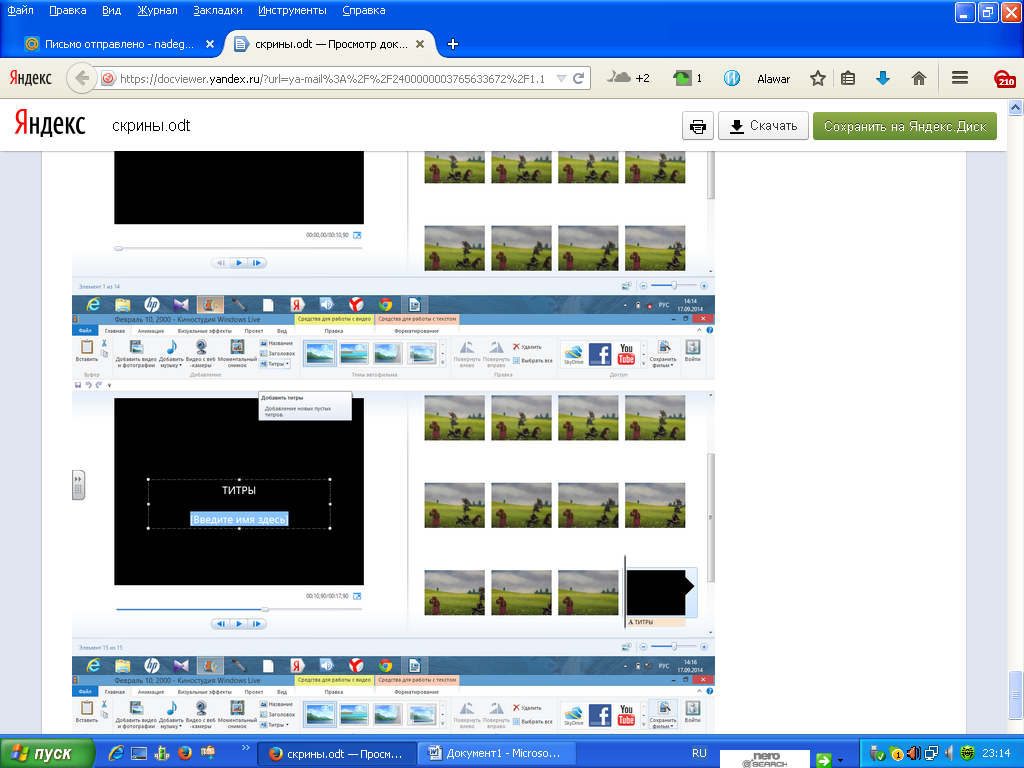 Файл Правка Вид Журнал Закладки Инструменты Справка
Письмо отправлено - nadeg... скрины.odt — Просмотр док...
Яндекс https://docviewer.yandex.ru/?url=ya-mail%3A%2F%2F2400000003765633672%2F1.1 +2 1 Alawar 210
Яндекс скрины.odt Скачать Сохранить на Яндекс.Диск
00:00,00/00:10,90
Элемент 1 из 14
РУС 14:14
17.09.2014
Февраль 10, 2000 - Киностудия Windows Live Средства для работы с видео Средства для работы с текстом
Файл Главная Анимация Визуальные эффекты Проект Вид Правка Форматирование
Вставить Добавить видео и фотографии Добавить музыку Видео с веб-камеры Моментальный снимок Название Заголовок Титры Повернуть влево Повернуть вправо Удалить Выбрать все SkyDrive You Tube Сохранить фильм Войти
Буфер Добавление Темы автофильма Правка Доступ
Добавить титры
Добавление новых пустых
титров.
ТИТРЫ
[Введите имя здесь]
A ТИТРЫ
00:10,90/00:17,90
Элемент 15 из 15
РУС 14:16
17.09.2014
Февраль 10, 2000 - Киностудия Windows Live Средства для работы с видео Средства для работы с текстом
Файл Главная Анимация Визуальные эффекты Проект Вид Правка Форматирование
Вставить Добавить видео и фотографии Добавить музыку Видео с веб-камеры Моментальный снимок Название Заголовок Титры Повернуть влево Повернуть вправо Удалить Выбрать все SkyDrive You Tube Сохранить фильм Войти
пуск скрины.odt — Просм... Документ1 - Microso... RU nero SEARCH 23:14